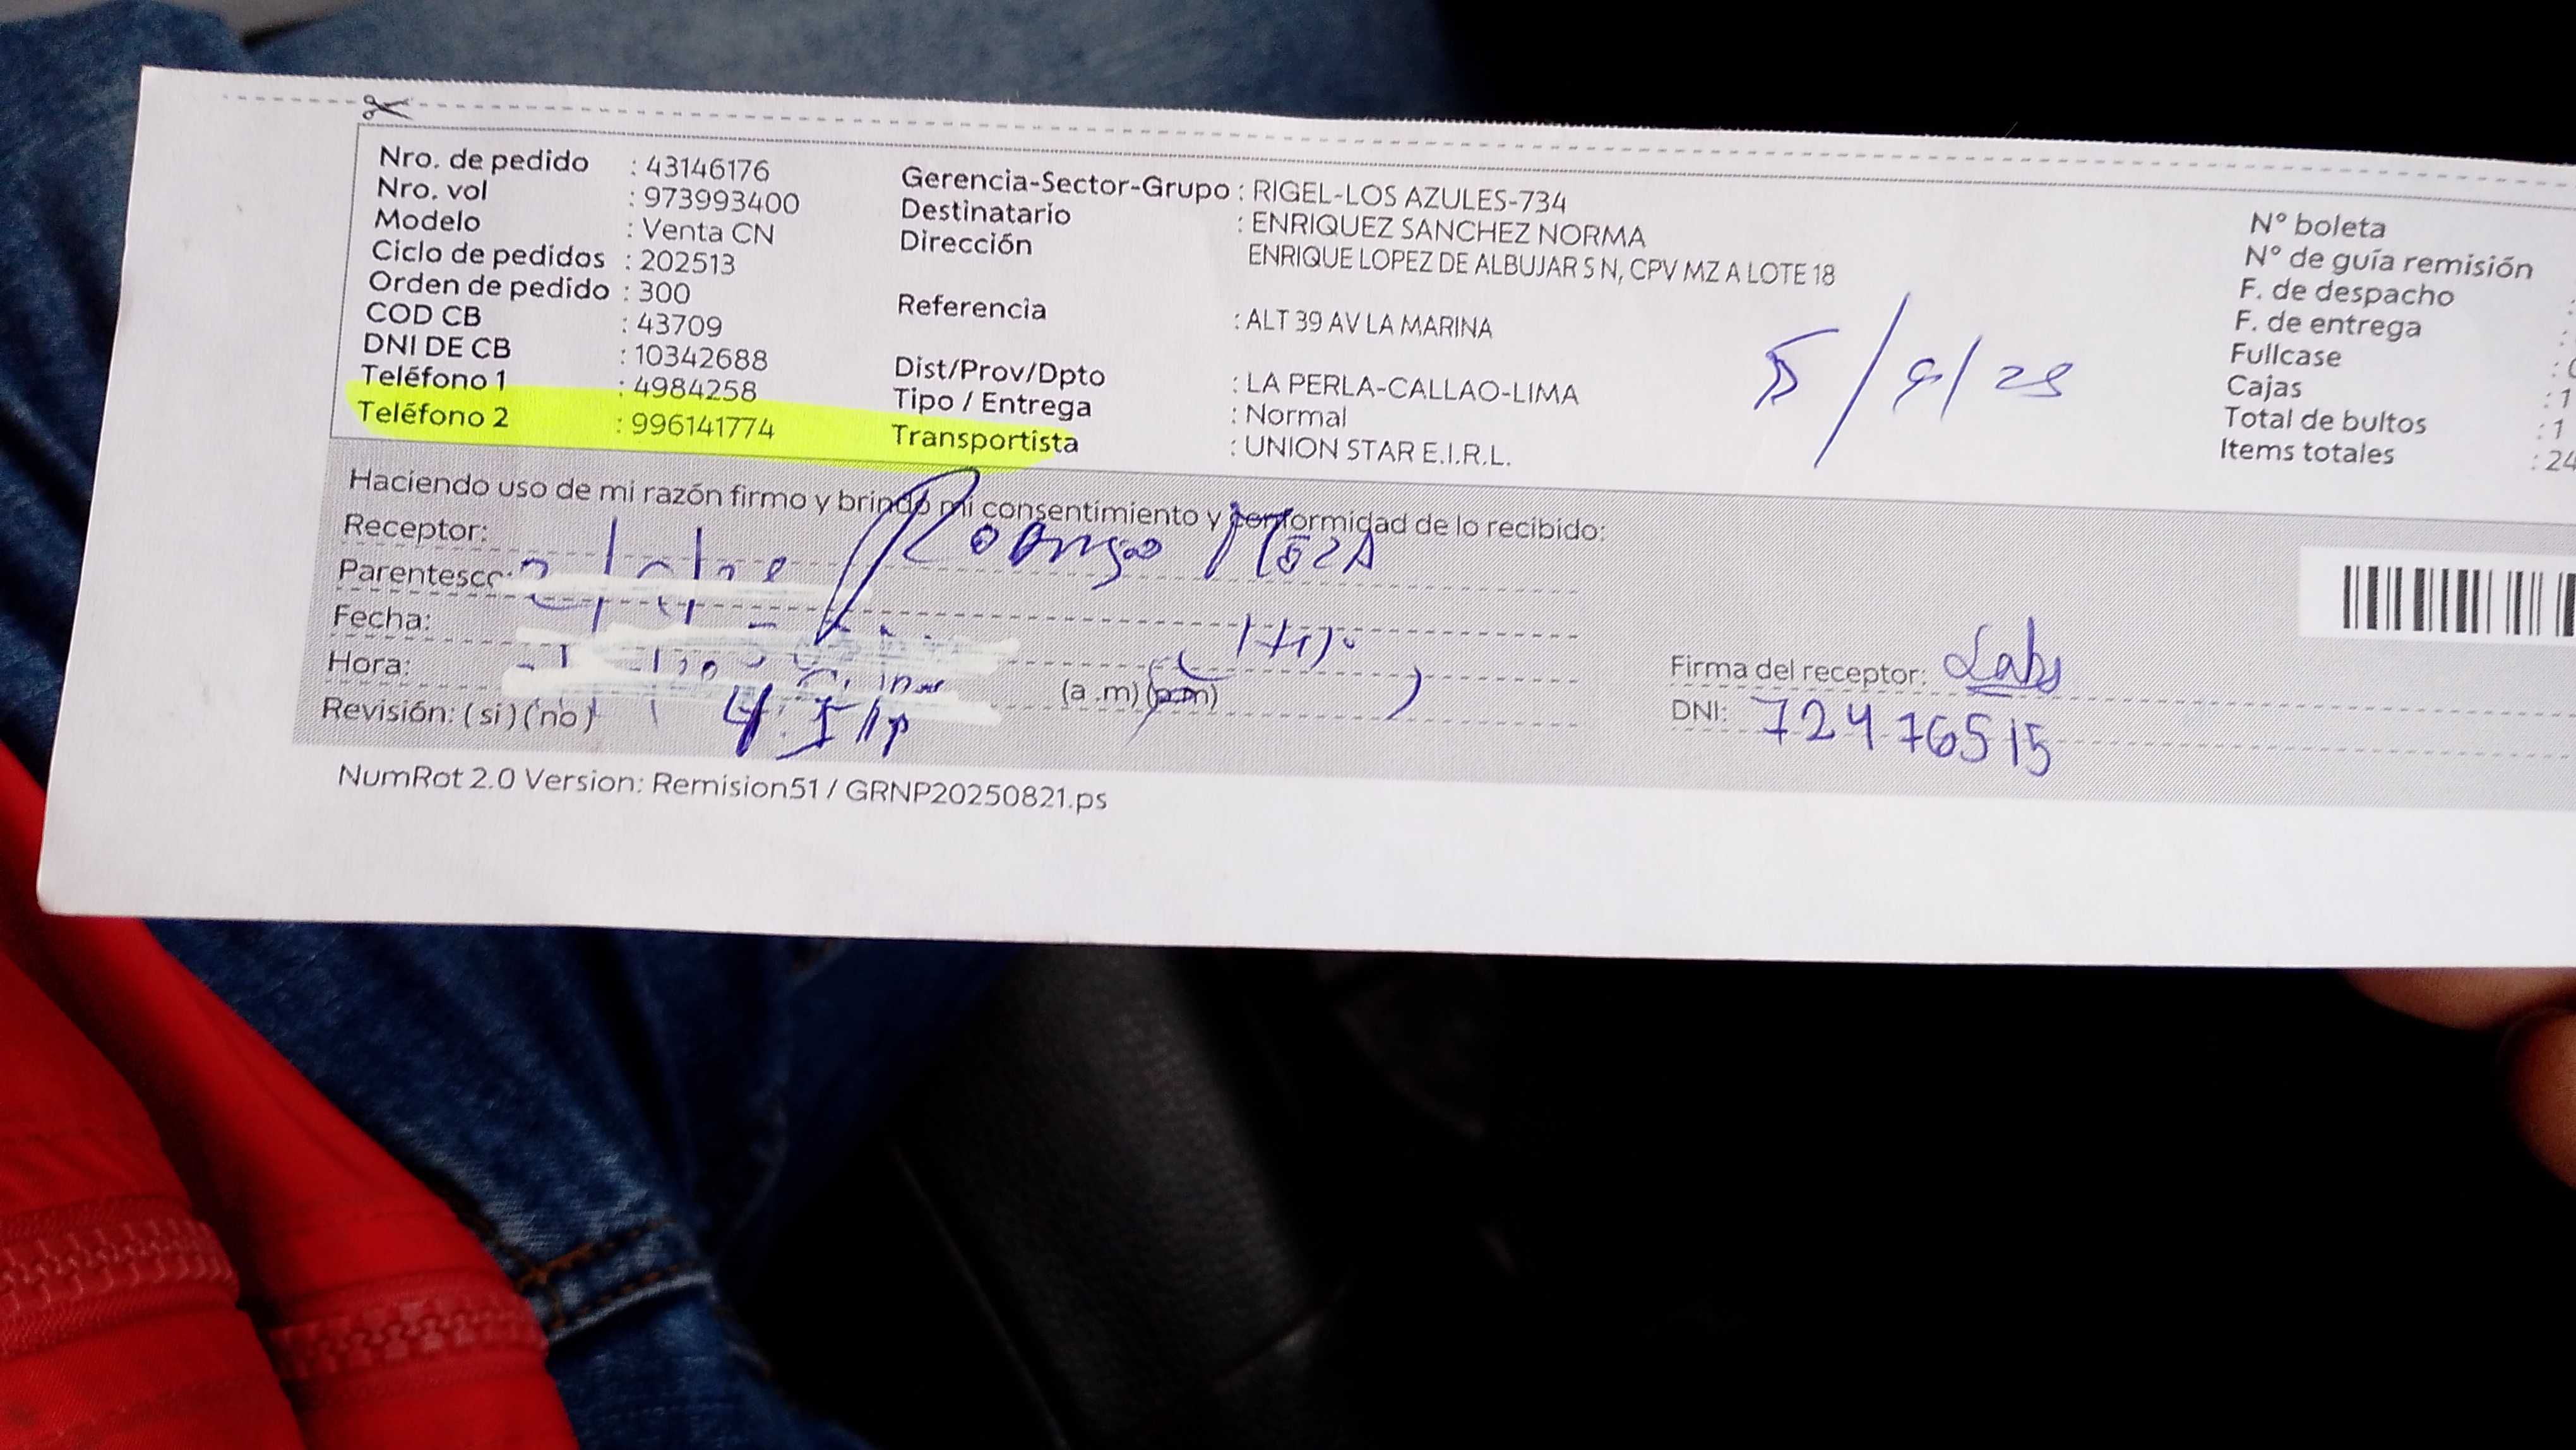 Nro. de pedido : 43146176
Nro. vol : 973993400
Modelo : Venta CN
Ciclo de pedidos : 202513
Orden de pedido : 300
COD CB : 43709
DNI DE CB : 10342688
Teléfono 1 : 4984258
Teléfono 2 : 996141774
Gerencia-Sector-Grupo : RIGEL-LOS AZULES-734
Destinatario : ENRIQUEZ SANCHEZ NORMA
Dirección ENRIQUE LOPEZ DE ALBUJAR S N, CPV MZ A LOTE 18
Referencia : ALT 39 AV LA MARINA
Dist/Prov/Dpto : LA PERLA-CALLAO-LIMA
Tipo / Entrega : Normal
Transportista : UNION STAR E.I.R.L.
N° boleta
N° de guía remisión
F. de despacho
F. de entrega
Fullcase
Cajas : 1
Total de bultos : 1
Items totales : 24
Haciendo uso de mi razón firmo y brindo mi consentimiento y conformidad de lo recibido:
Receptor: Rodrigo
Parentesco:
Fecha:
Hora: (a .m) (p.m)
Revisión: ( si ) ( no )
Firma del receptor:
DNI: 72476515
NumRot 2.0 Version: Remision51 / GRNP20250821.ps